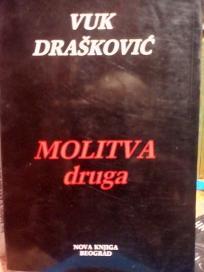 VUK
DRAŠKOVIĆ
MOLITVA
druga
NOVA KNJIGA
BEOGRAD